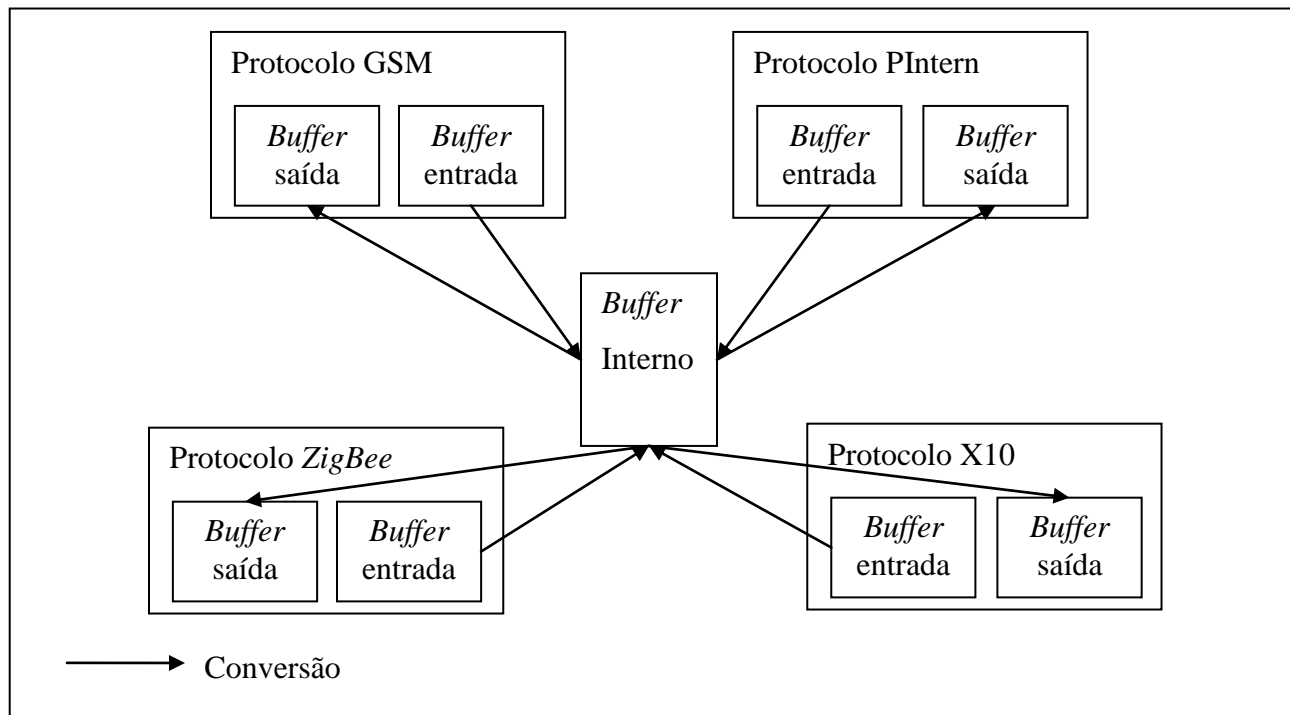 Protocolo GSM
Buffer
saída
Buffer
entrada
Protocolo PIntern
Buffer
entrada
Buffer
saída
Buffer
Interno
Protocolo ZigBee
Buffer
saída
Buffer
entrada
Protocolo X10
Buffer
entrada
Buffer
saída
Conversão